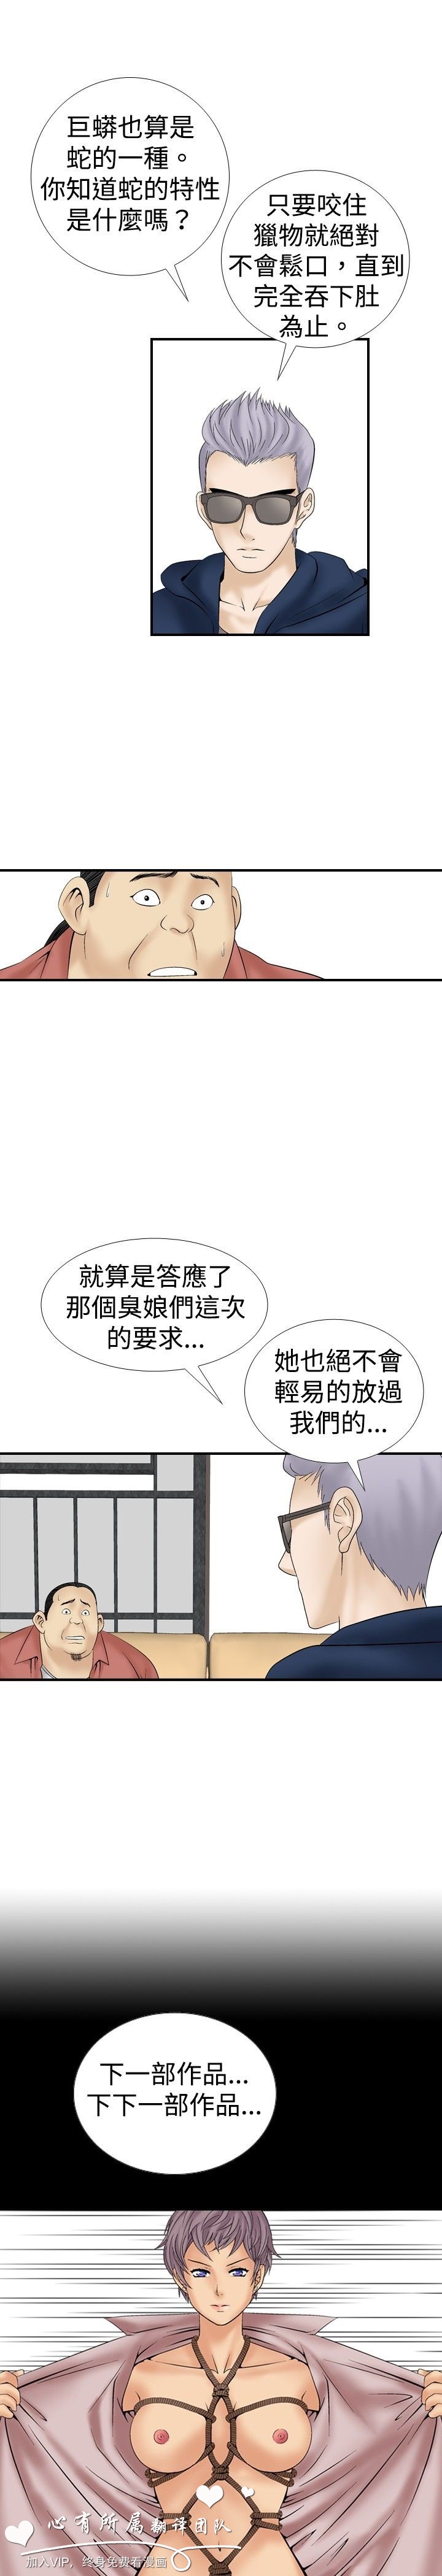 巨蟒也算是
蛇的一種。
你知道蛇的特性
是什麼嗎？
只要咬住
獵物就絕對
不會鬆口，直到
完全吞下肚
為止。
就算是答應了
那個臭娘們這次
的要求...
她也絕不會
輕易的放過
我們的...
下一部作品...
下下一部作品...
心有所属翻译团队
加入VIP，终身免费看漫画